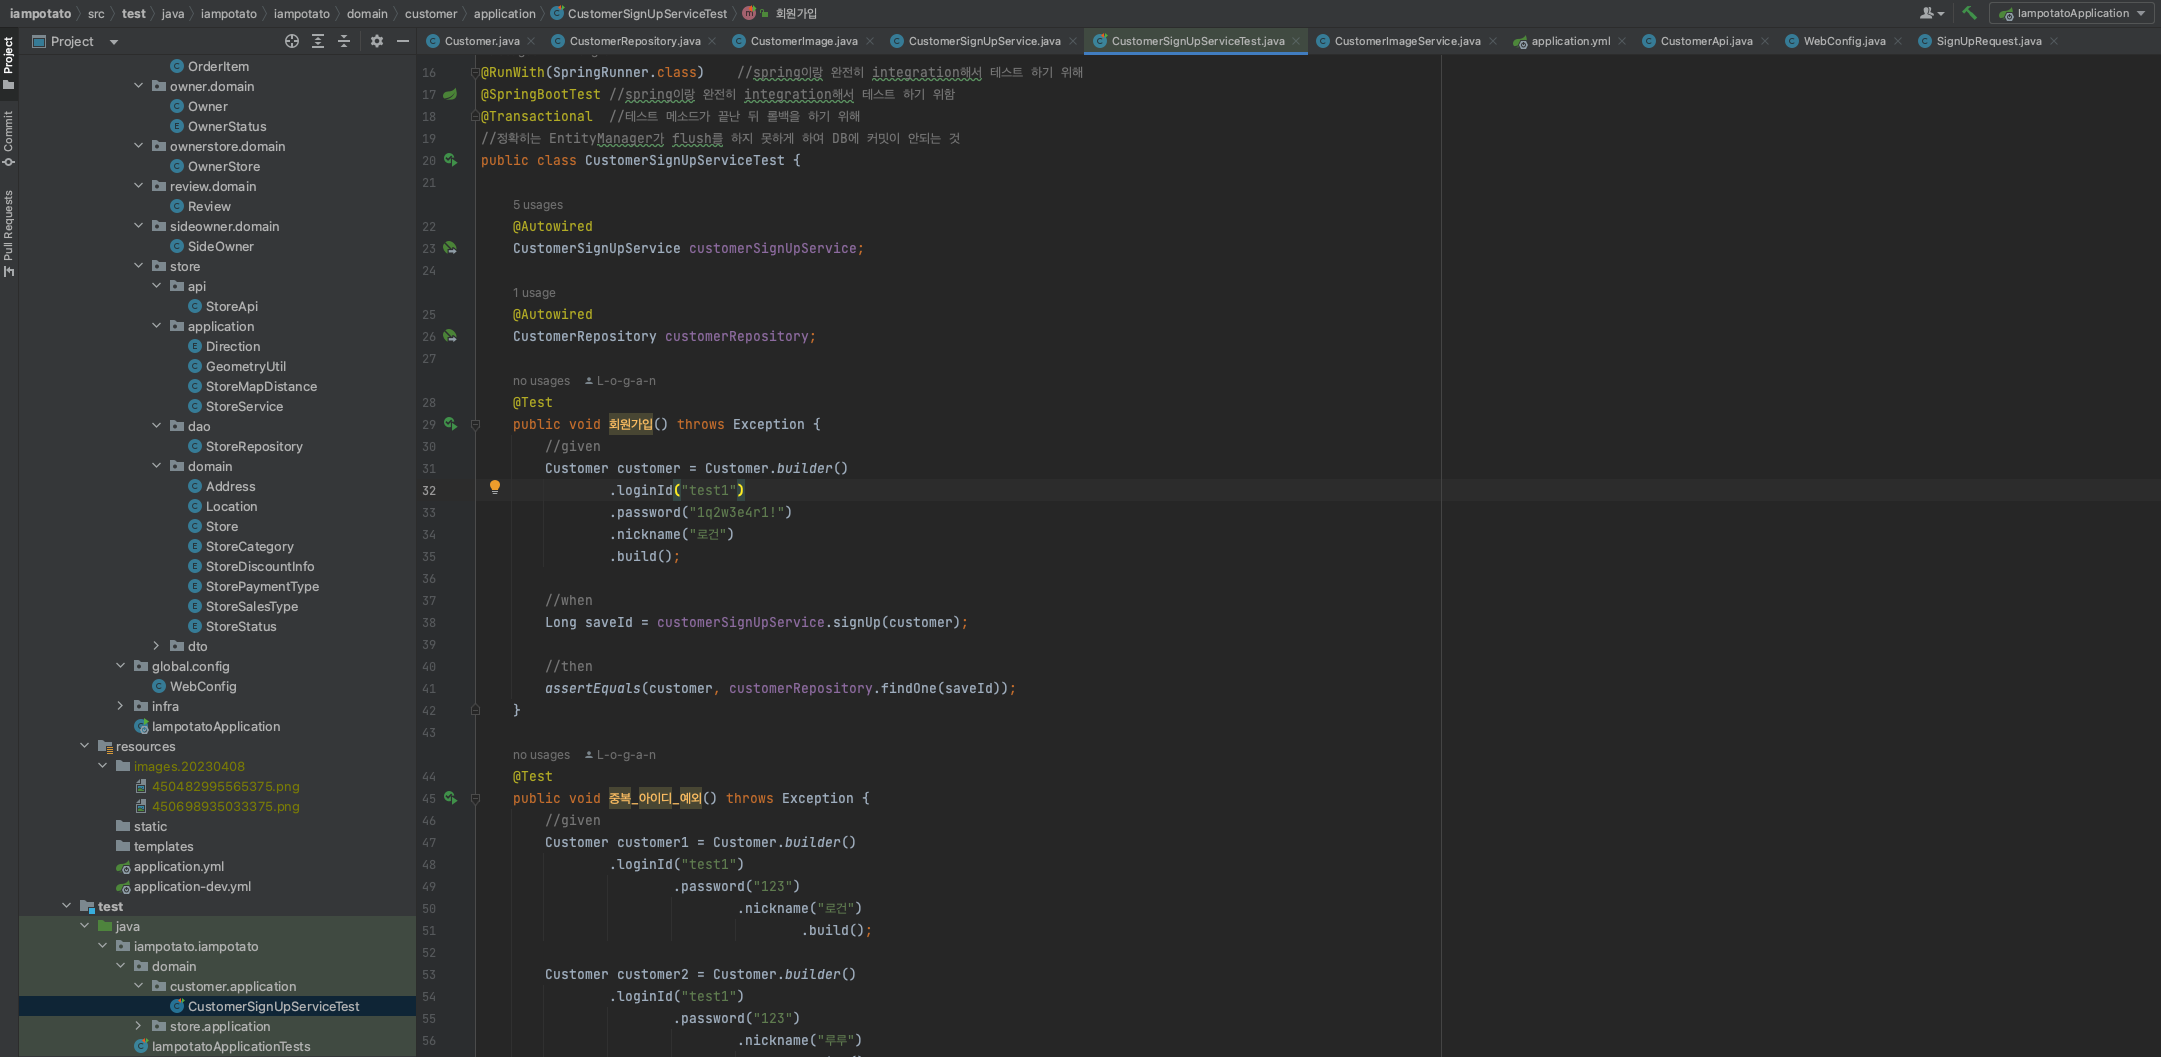 iampotato › src › test › java › iampotato › iampotato › domain › customer › application › CustomerSignUpServiceTest › 회원가입
IampotatoApplication
Project
Customer.java
CustomerRepository.java
CustomerImage.java
CustomerSignUpService.java
CustomerSignUpServiceTest.java
CustomerImageService.java
application.yml
CustomerApi.java
WebConfig.java
SignUpRequest.java
Project
Commit
Pull Requests
OrderItem
owner.domain
Owner
OwnerStatus
ownerstore.domain
OwnerStore
review.domain
Review
sideowner.domain
SideOwner
store
api
StoreApi
application
Direction
GeometryUtil
StoreMapDistance
StoreService
dao
StoreRepository
domain
Address
Location
Store
StoreCategory
StoreDiscountInfo
StorePaymentType
StoreSalesType
StoreStatus
dto
global.config
WebConfig
infra
IampotatoApplication
resources
images.20230408
450482995565375.png
450698935033375.png
static
templates
application.yml
application-dev.yml
test
java
iampotato.iampotato
domain
customer.application
CustomerSignUpServiceTest
store.application
IampotatoApplicationTests
16 @RunWith(SpringRunner.class) //spring이랑 완전히 integration해서 테스트 하기 위해
17 @SpringBootTest //spring이랑 완전히 integration해서 테스트 하기 위함
18 @Transactional //테스트 메소드가 끝난 뒤 롤백을 하기 위해
19 //정확히는 EntityManager가 flush를 하지 못하게 하여 DB에 커밋이 안되는 것
20 public class CustomerSignUpServiceTest {
21
5 usages
22 @Autowired
23 CustomerSignUpService customerSignUpService;
24
1 usage
25 @Autowired
26 CustomerRepository customerRepository;
27
no usages L-o-g-a-n
28 @Test
29 public void 회원가입() throws Exception {
30 //given
31 Customer customer = Customer.builder()
32 .loginId("test1")
33 .password("1q2w3e4r1!")
34 .nickname("로건")
35 .build();
36
37 //when
38 Long saveId = customerSignUpService.signUp(customer);
39
40 //then
41 assertEquals(customer, customerRepository.findOne(saveId));
42 }
43
no usages L-o-g-a-n
44 @Test
45 public void 중복_아이디_예외() throws Exception {
46 //given
47 Customer customer1 = Customer.builder()
48 .loginId("test1")
49 .password("123")
50 .nickname("로건")
51 .build();
52
53 Customer customer2 = Customer.builder()
54 .loginId("test1")
55 .password("123")
56 .nickname("루루")